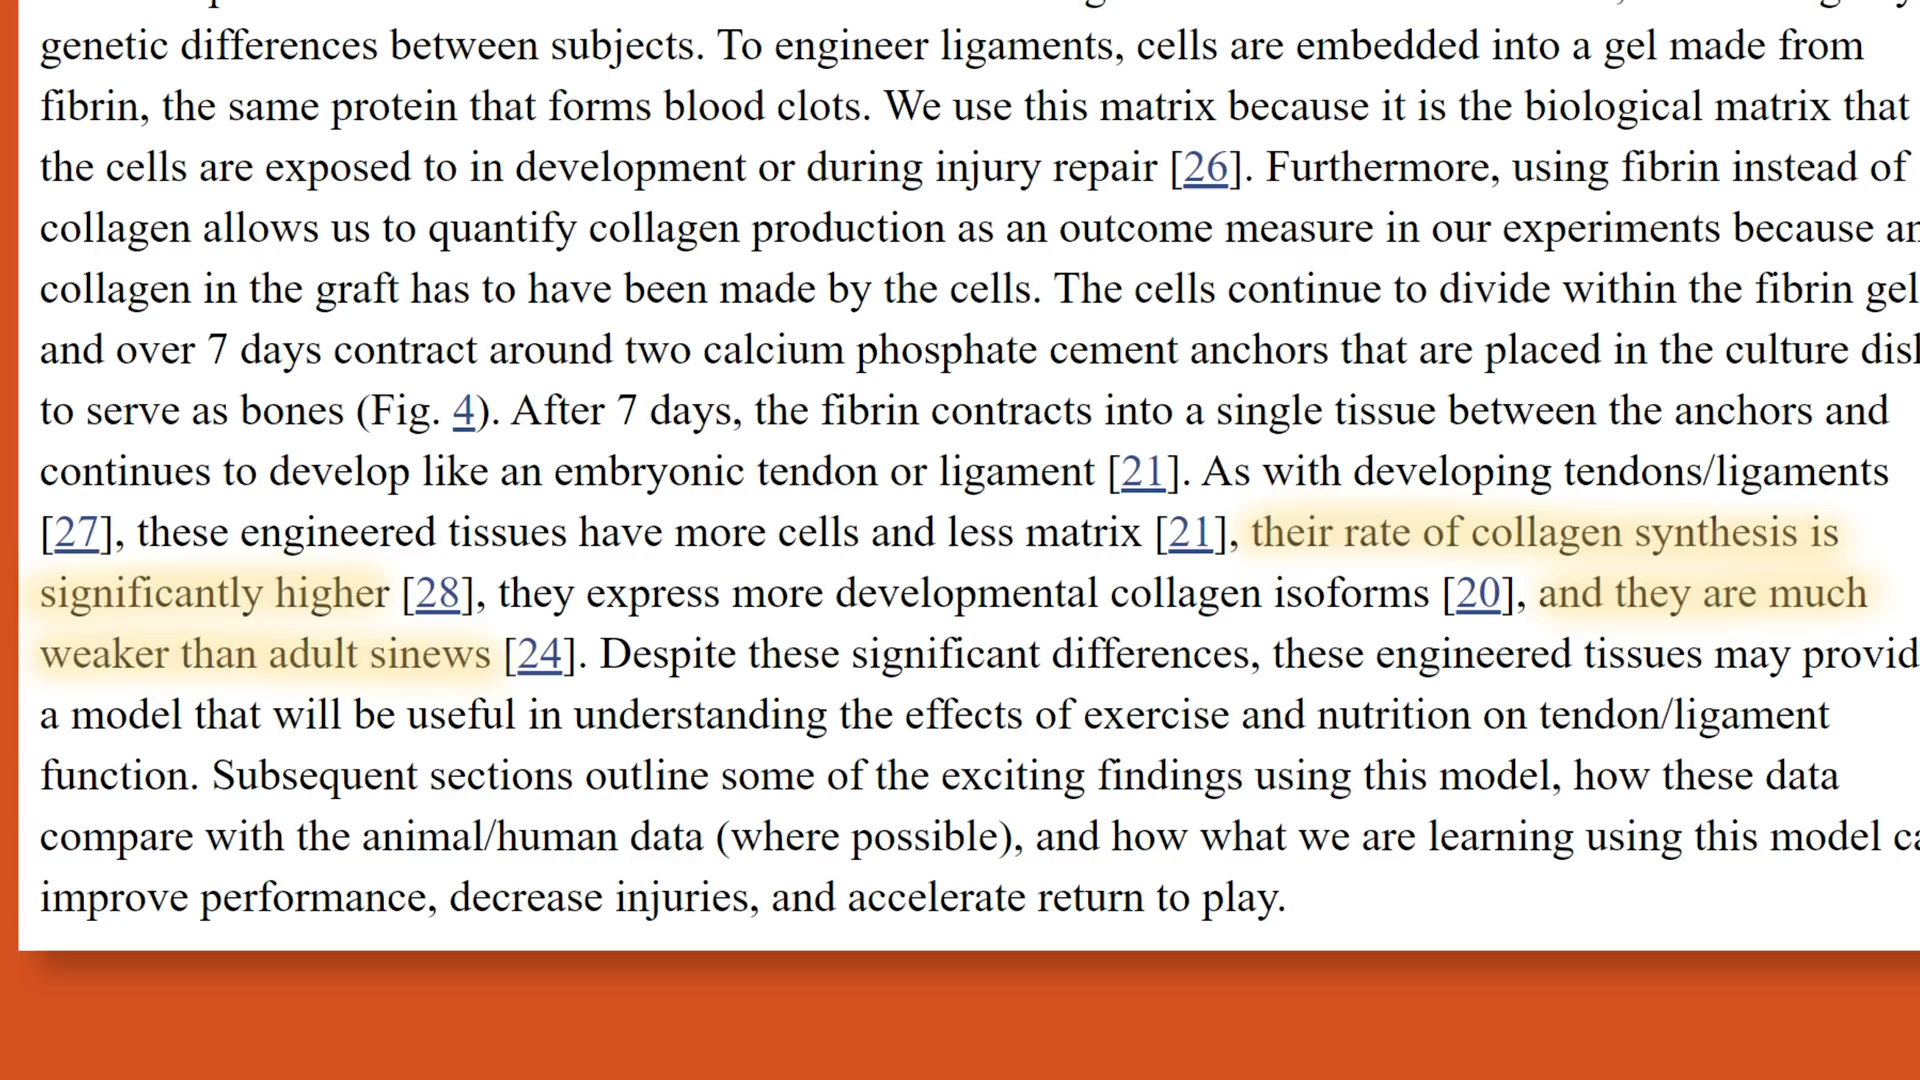 genetic differences between subjects. To engineer ligaments, cells are embedded into a gel made from
fibrin, the same protein that forms blood clots. We use this matrix because it is the biological matrix that
the cells are exposed to in development or during injury repair [26]. Furthermore, using fibrin instead of
collagen allows us to quantify collagen production as an outcome measure in our experiments because
collagen in the graft has to have been made by the cells. The cells continue to divide within the fibrin gel
and over 7 days contract around two calcium phosphate cement anchors that are placed in the culture
to serve as bones (Fig. 4). After 7 days, the fibrin contracts into a single tissue between the anchors and
continues to develop like an embryonic tendon or ligament [21]. As with developing tendons/ligaments
[27], these engineered tissues have more cells and less matrix [21], their rate of collagen synthesis is
significantly higher [28], they express more developmental collagen isoforms [20], and they are much
weaker than adult sinews [24]. Despite these significant differences, these engineered tissues may
a model that will be useful in understanding the effects of exercise and nutrition on tendon/ligament
function. Subsequent sections outline some of the exciting findings using this model, how these data
compare with the animal/human data (where possible), and how what we are learning using this model
improve performance, decrease injuries, and accelerate return to play.